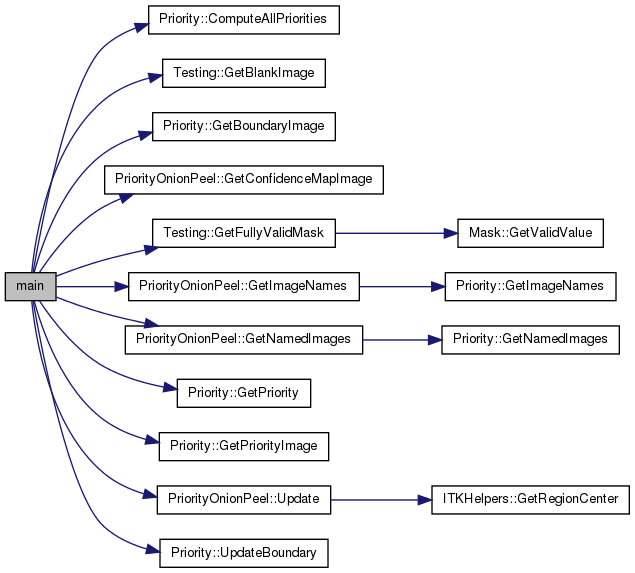 Priority::ComputeAllPriorities
Testing::GetBlankImage
Priority::GetBoundaryImage
PriorityOnionPeel::GetConfidenceMapImage
Testing::GetFullyValidMask
Mask::GetValidValue
main
PriorityOnionPeel::GetImageNames
Priority::GetImageNames
PriorityOnionPeel::GetNamedImages
Priority::GetNamedImages
Priority::GetPriority
Priority::GetPriorityImage
PriorityOnionPeel::Update
ITKHelpers::GetRegionCenter
Priority::UpdateBoundary